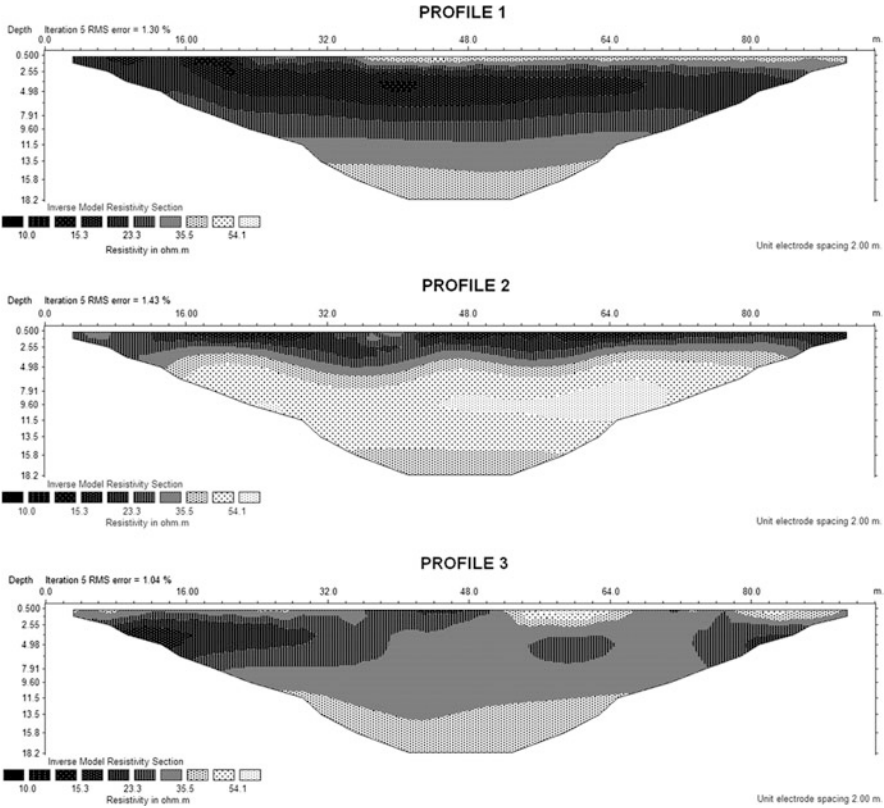 PROFILE 1
Depth Iteration 5 RMS error = 1.30 %
0.0 16.00 32.0 48.0 64.0 80.0 m.
0.500
2.55
4.98
7.91
9.60
11.5
13.5
15.8
18.2
Inverse Model Resistivity Section
10.0 15.3 23.3 35.5 54.1
Resistivity in ohm.m
Unit electrode spacing 2.00 m.
PROFILE 2
Depth Iteration 5 RMS error = 1.43 %
0.0 16.00 32.0 48.0 64.0 80.0 m.
0.500
2.55
4.98
7.91
9.60
11.5
13.5
15.8
18.2
Inverse Model Resistivity Section
10.0 15.3 23.3 35.5 54.1
Resistivity in ohm.m
Unit electrode spacing 2.00 m.
PROFILE 3
Depth Iteration 5 RMS error = 1.04 %
0.0 16.00 32.0 48.0 64.0 80.0 m.
0.500
2.55
4.98
7.91
9.60
11.5
13.5
15.8
18.2
Inverse Model Resistivity Section
10.0 15.3 23.3 35.5 54.1
Resistivity in ohm.m
Unit electrode spacing 2.00 m.